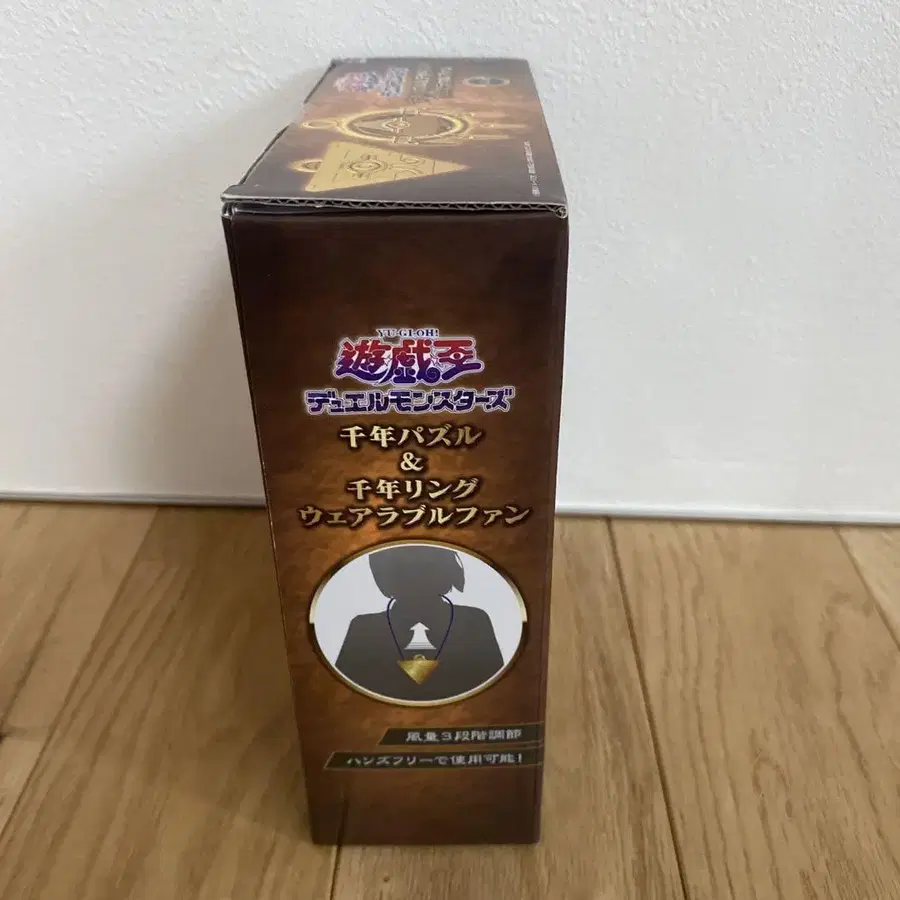 YU-GI-OH!
遊戯王
デュエルモンスターズ
千年パズル
&
千年リング
ウェアラブルファン
風量3段階調節
ハンズフリーで使用可能!